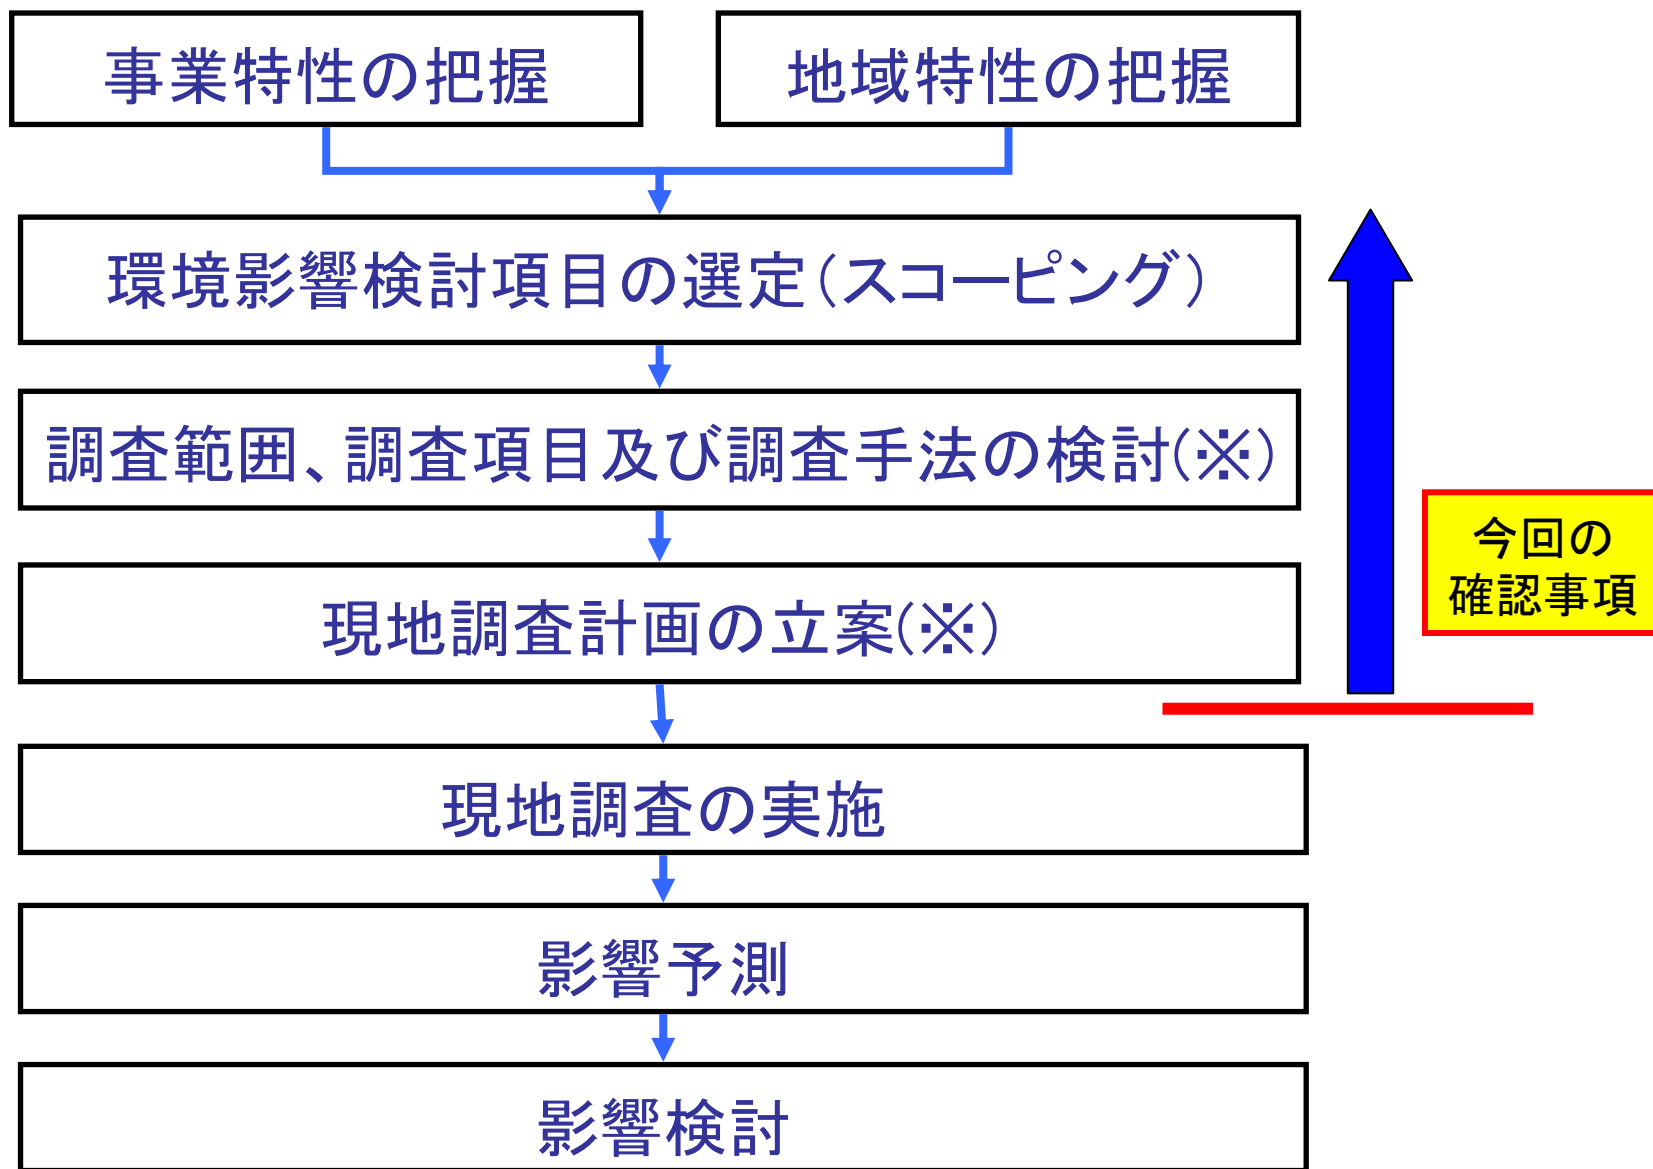 事業特性の把握
地域特性の把握
環境影響検討項目の選定(スコーピング)
調査範囲、調査項目及び調査手法の検討(※)
現地調査計画の立案(※)
今回の
確認事項
現地調査の実施
影響予測
影響検討